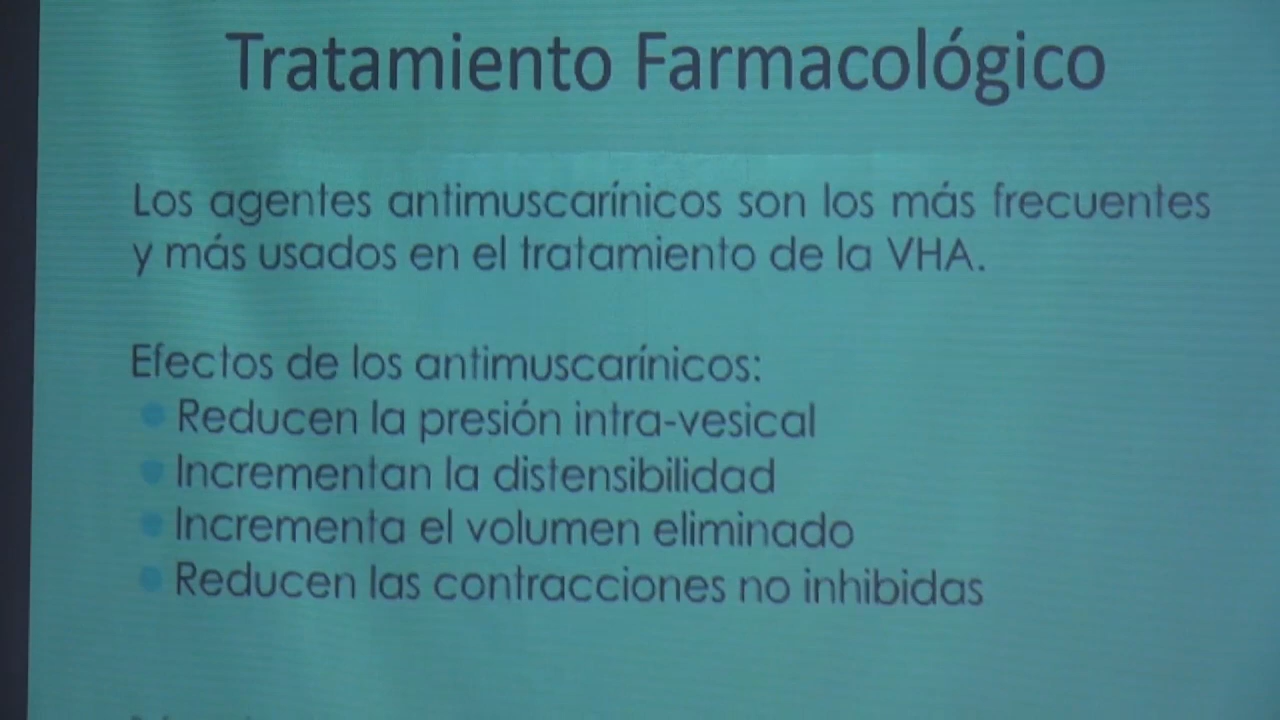 Tratamiento Farmacológico
Los agentes antimuscarínicos son los más frecuentes
y más usados en el tratamiento de la VHA.
Efectos de los antimuscarínicos:
Reducen la presión intra-vesical
Incrementan la distensibilidad
Incrementa el volumen eliminado
Reducen las contracciones no inhibidas